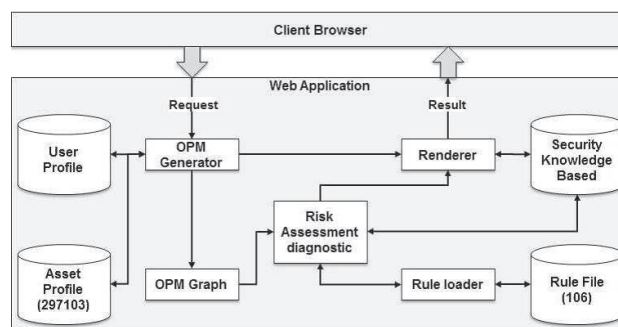 Client Browser
Web Application
Request
Result
User
Profile
OPM
Generator
Renderer
Security
Knowledge
Based
Risk
Assessment
diagnostic
Asset
Profile
(297103)
OPM Graph
Rule loader
Rule File
(106)